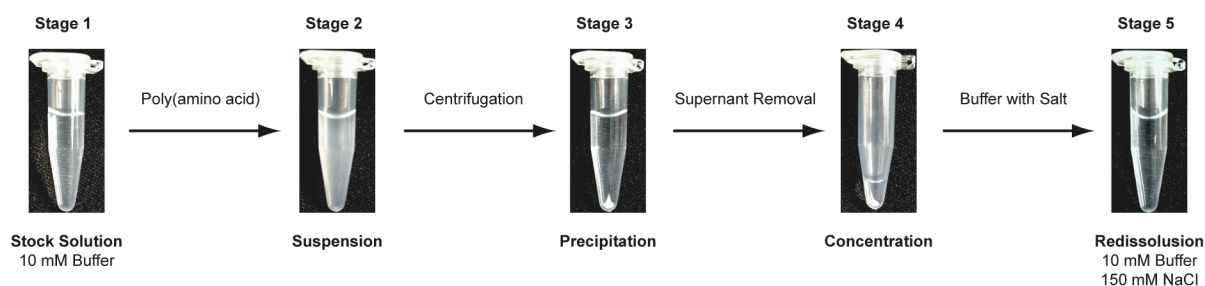 Stage 1
Stage 2
Stage 3
Stage 4
Stage 5
Poly(amino acid)
Centrifugation
Supernant Removal
Buffer with Salt
Stock Solution
10 mM Buffer
Suspension
Precipitation
Concentration
Redissolusion
10 mM Buffer
150 mM NaCl